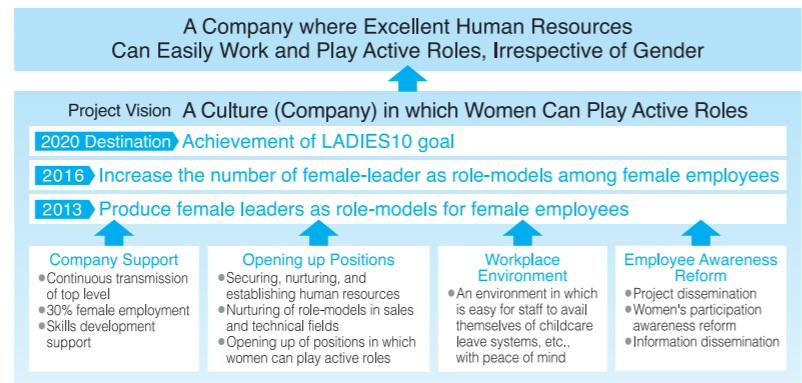 A Company where Excellent Human Resources
Can Easily Work and Play Active Roles, Irrespective of Gender
Project Vision A Culture (Company) in which Women Can Play Active Roles
2020 Destination Achievement of LADIES10 goal
2016 Increase the number of female-leader as role-models among female employees
2013 Produce female leaders as role-models for female employees
Company Support
●Continuous transmission
of top level
●30% female employment
●Skills development
support
Opening up Positions
●Securing, nurturing, and
establishing human resources
●Nurturing of role-models in sales
and technical fields
●Opening up of positions in which
women can play active roles
Workplace
Environment
●An environment in which
is easy for staff to avail
themselves of childcare
leave systems, etc.,
with peace of mind
Employee Awareness
Reform
●Project dissemination
●Women's participation
awareness reform
●Information dissemination